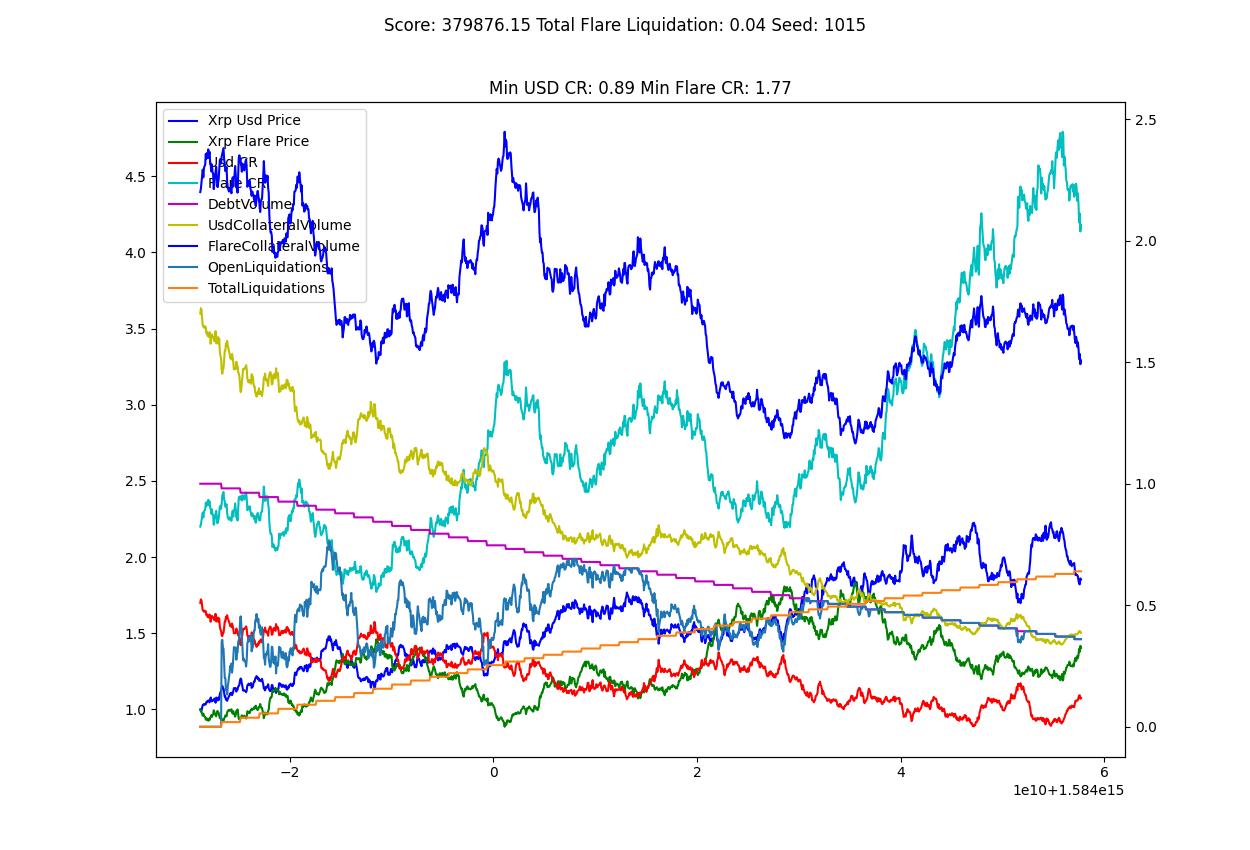 Score: 379876.15 Total Flare Liquidation: 0.04 Seed: 1015
Min USD CR: 0.89 Min Flare CR: 1.77
Xrp Usd Price
Xrp Flare Price
Usd CR
Flare CR
DebtVolume
UsdCollateralVolume
FlareCollateralVolume
OpenLiquidations
TotalLiquidations
4.5
4.0
3.5
3.0
2.5
2.0
1.5
1.0
2.5
2.0
1.5
1.0
0.5
0.0
−2
0
2
4
6
1e10+1.584e15